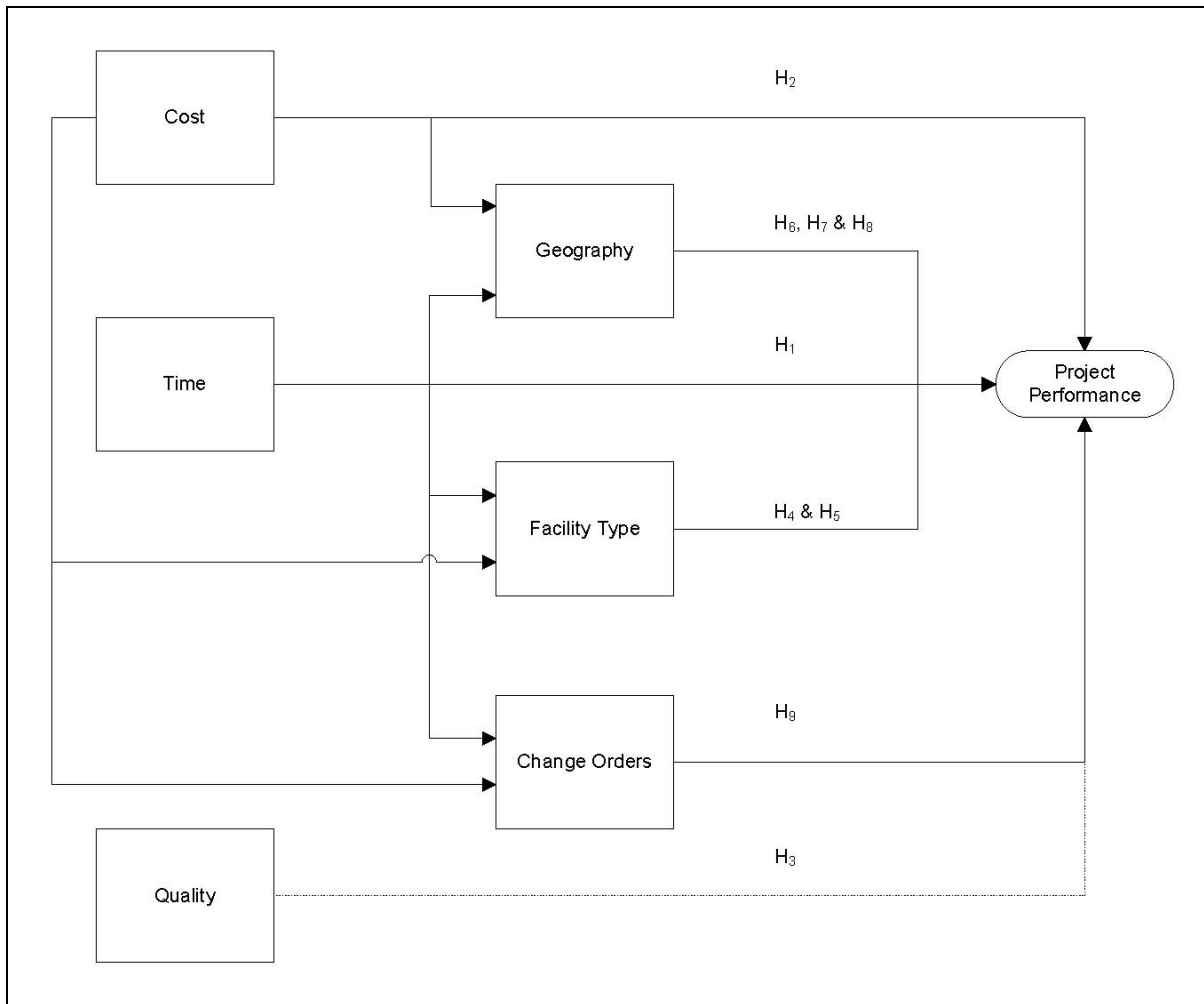 H₂
Cost
H₆, H₇ & H₈
Geography
H₁
Time
Project
Performance
H₄ & H₅
Facility Type
H₉
Change Orders
H₃
Quality